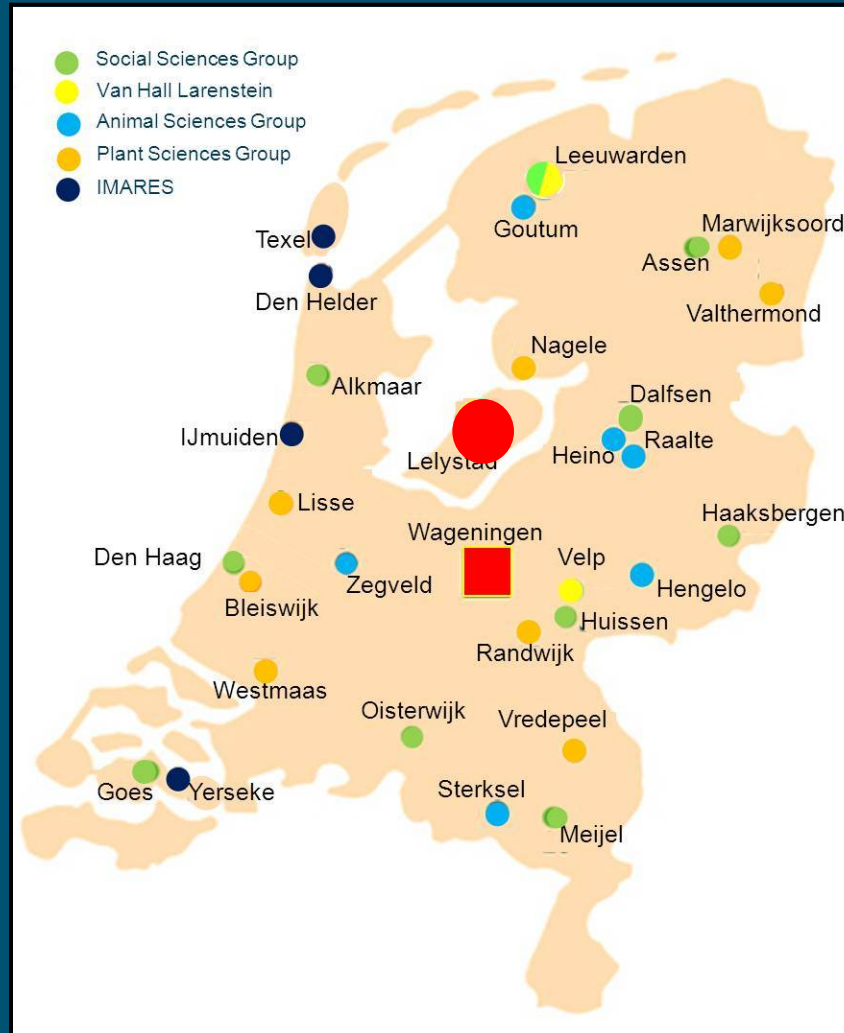 Social Sciences Group
Van Hall Larenstein
Animal Sciences Group
Plant Sciences Group
IMARES
Leeuwarden
Goutum
Marwijksoord
Texel
Assen
Den Helder
Valthermond
Nagele
Alkmaar
Dalfsen
IJmuiden
Raalte
Heino
Lelystad
Lisse
Haaksbergen
Wageningen
Den Haag
Velp
Zegveld
Hengelo
Bleiswijk
Huissen
Randwijk
Westmaas
Oisterwijk
Vredepeel
Goes
Yerseke
Sterksel
Meijel